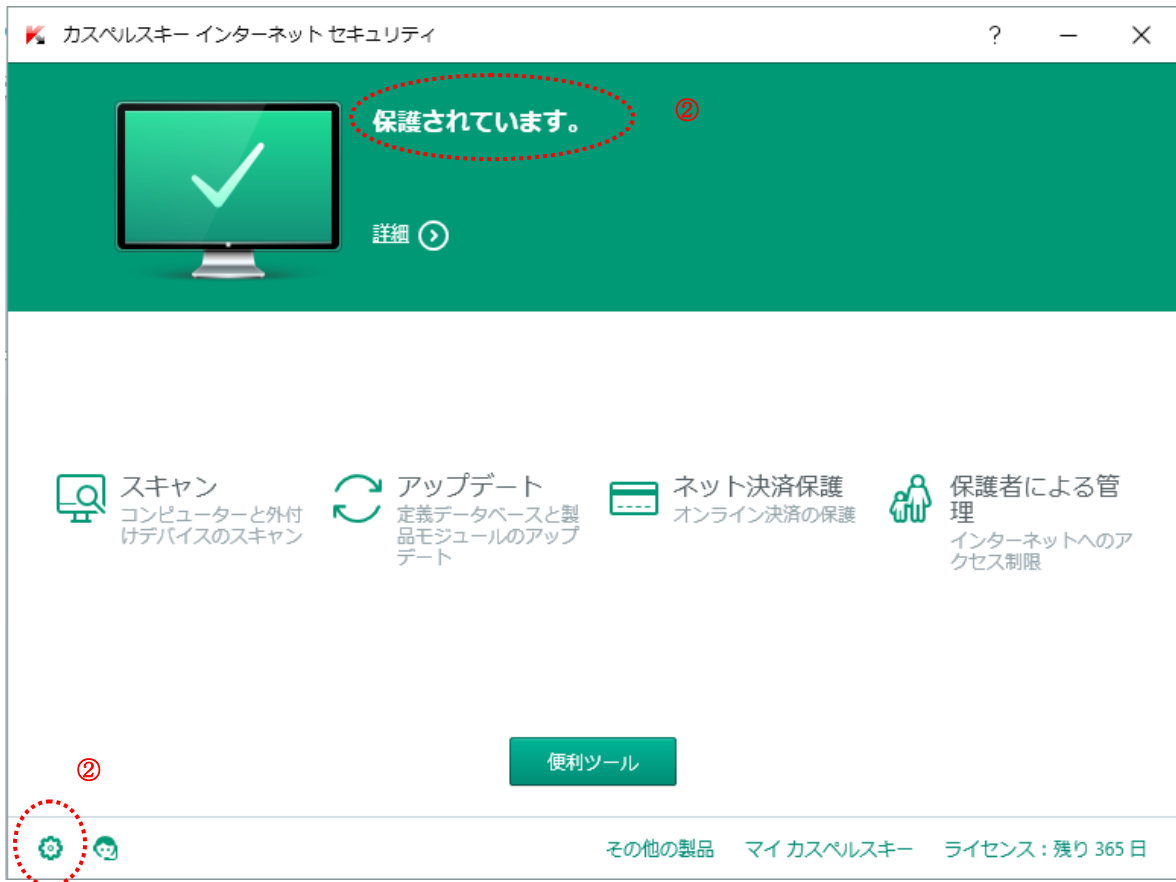 カスペルスキー インターネット セキュリティ
?
保護されています。
②
詳細
スキャン
コンピューターと外付
けデバイスのスキャン
アップデート
定義データベースと製
品モジュールのアップ
デート
ネット決済保護
オンライン決済の保護
保護者による管
理
インターネットへのア
クセス制限
便利ツール
②
その他の製品 マイ カスペルスキー ライセンス：残り 365 日